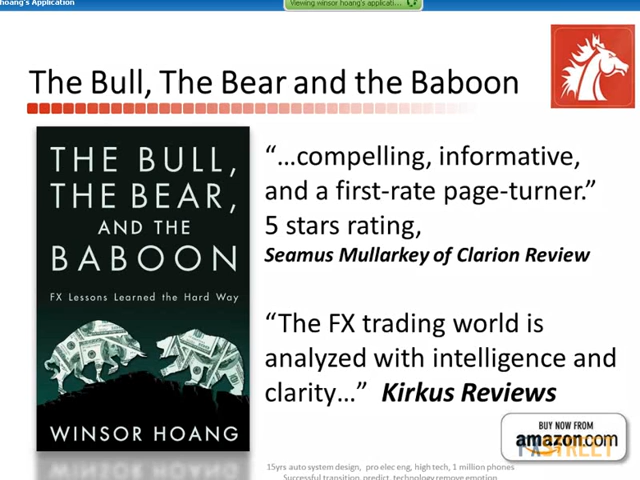 hoang's Application
Viewing winsor hoang's applicati...
The Bull, The Bear and the Baboon
THE BULL,
THE BEAR,
AND THE
BABOON
FX Lessons Learned the Hard Way
WINSOR HOANG
“…compelling, informative,
and a first-rate page-turner.”
5 stars rating,
Seamus Mullarkey of Clarion Review
“The FX trading world is
analyzed with intelligence and
clarity…” Kirkus Reviews
BUY NOW FROM
amazon.com
STREET
15yrs auto system design, pro elec eng, high tech, 1 million phones
Successful transition, predict, technology remove emotion